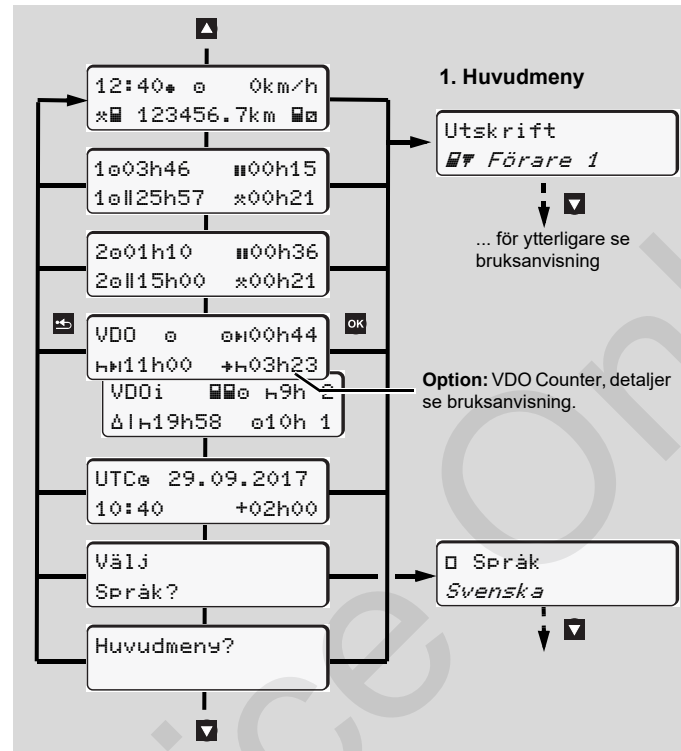 12:40 0km/h
123456.7km
1. Huvudmeny
Utskrift
Förare 1
... för ytterligare se
bruksanvisning
1 03h46 00h15
1 25h57 00h21
2 01h10 00h36
2 15h00 00h21
VDO 00h44
11h00 03h23
OK
VDOi 9h 2
19h58 10h 1
Option: VDO Counter, detaljer
se bruksanvisning.
UTC 29.09.2017
10:40 +02h00
Välj
Språk?
Språk
Svenska
Huvudmeny?